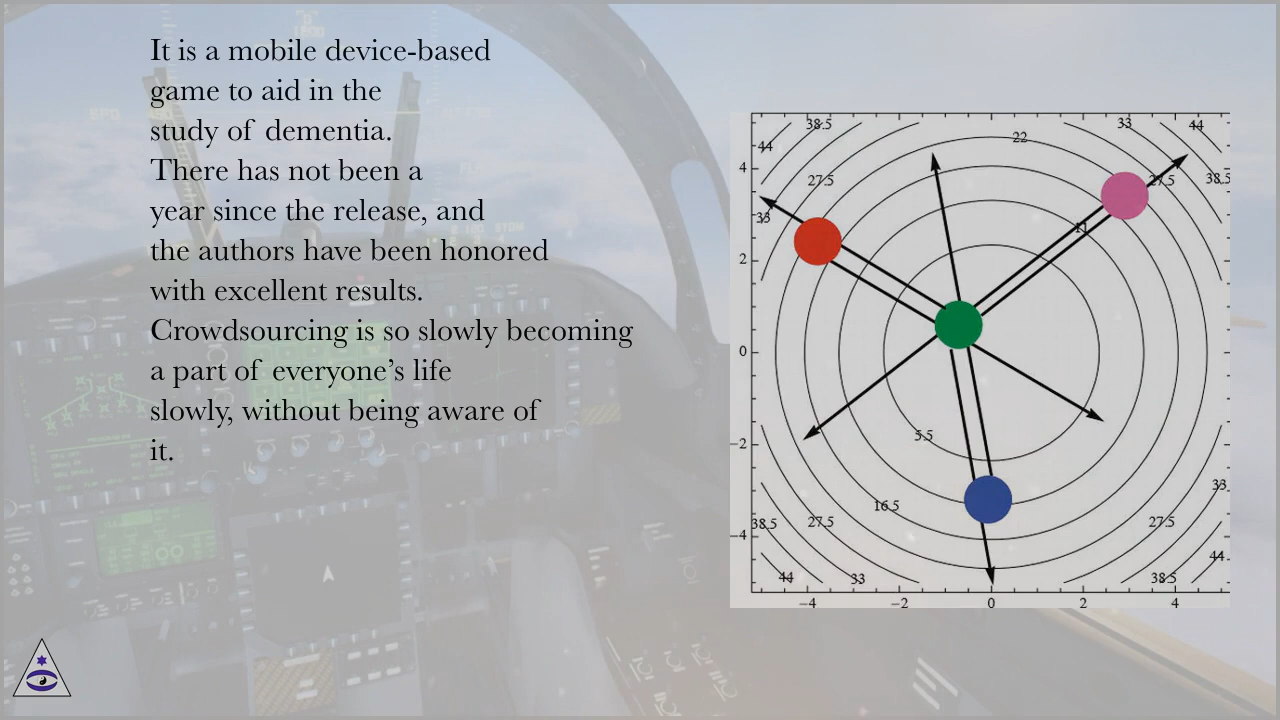 It is a mobile device-based
game to aid in the
study of dementia.
There has not been a
year since the release, and
the authors have been honored
with excellent results.
Crowdsourcing is so slowly becoming
a part of everyone’s life
slowly, without being aware of
it.
38.5
33
44
22
44
27.5
27.5
38.5
4
33
11
2
0
5.5
−2
33
16.5
38.5
27.5
27.5
−4
44
44
33
38.5
−4
−2
0
2
4